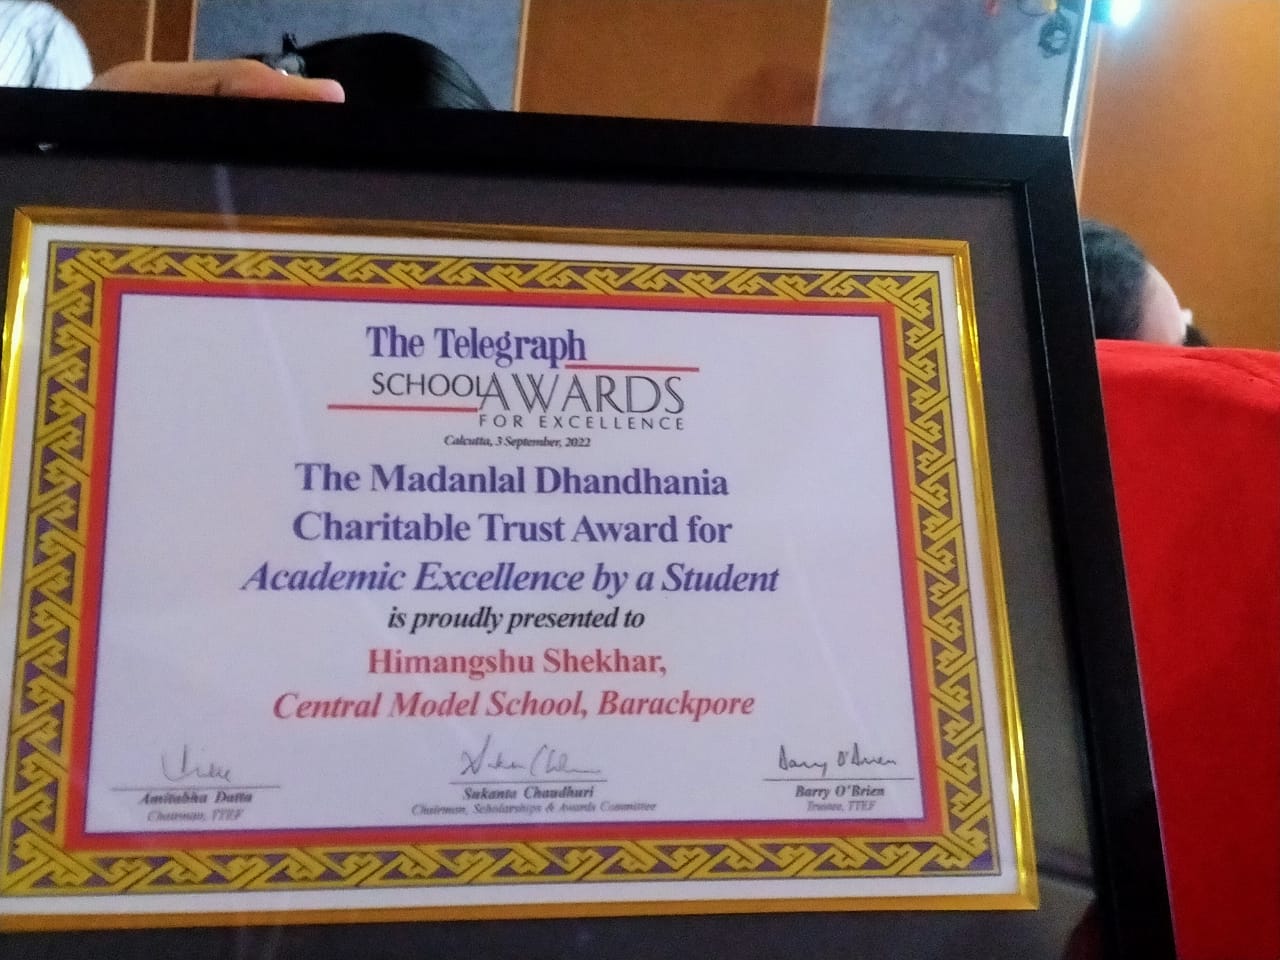 The Telegraph
SCHOOL AWARDS
FOR EXCELLENCE
Calcutta, 3 September, 2022
The Madanlal Dhandhania
Charitable Trust Award for
Academic Excellence by a Student
is proudly presented to
Himangshu Shekhar,
Central Model School, Barackpore
Barry O'Brien
Amitabha Datta Sukanta Chaudhuri Barry O'Brien
Chairman, TTEF Chairman, Scholarships & Awards Committee Trustee, TTEF